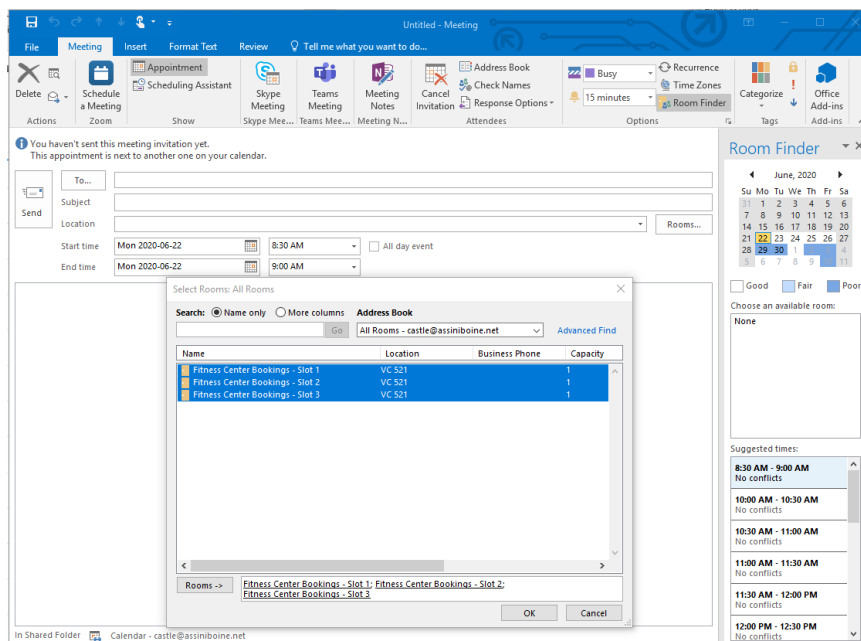 Untitled - Meeting
File Meeting Insert Format Text Review Tell me what you want to do...
Delete
Actions
Schedule a Meeting
Zoom
Appointment
Scheduling Assistant
Show
Skype Meeting
Skype Mee...
Teams Meeting
Teams Mee...
Meeting Notes
Meeting N...
Cancel Invitation
Address Book
Check Names
Response Options
Attendees
Busy
15 minutes
Recurrence
Time Zones
Room Finder
Options
Categorize
Tags
Office Add-ins
Add-ins
You haven't sent this meeting invitation yet.
This appointment is next to another one on your calendar.
Send
To...
Subject
Location
Rooms...
Start time Mon 2020-06-22 8:30 AM All day event
End time Mon 2020-06-22 9:00 AM
Select Rooms: All Rooms
Search: Name only More columns Address Book
Go All Rooms - castle@assiniboine.net Advanced Find
Name Location Business Phone Capacity
Fitness Center Bookings - Slot 1 VC 521 1
Fitness Center Bookings - Slot 2 VC 521 1
Fitness Center Bookings - Slot 3 VC 521 1
Rooms -> Fitness Center Bookings - Slot 1; Fitness Center Bookings - Slot 2;
Fitness Center Bookings - Slot 3
OK Cancel
Room Finder
June, 2020
Su Mo Tu We Th Fr Sa
31 1 2 3 4 5 6
7 8 9 10 11 12 13
14 15 16 17 18 19 20
21 22 23 24 25 26 27
28 29 30 1 4
5 6 7 8 9 11
Good Fair Poor
Choose an available room:
None
Suggested times:
8:30 AM - 9:00 AM
No conflicts
10:00 AM - 10:30 AM
No conflicts
10:30 AM - 11:00 AM
No conflicts
11:00 AM - 11:30 AM
No conflicts
11:30 AM - 12:00 PM
No conflicts
12:00 PM - 12:30 PM
No conflicts
In Shared Folder Calendar - castle@assiniboine.net